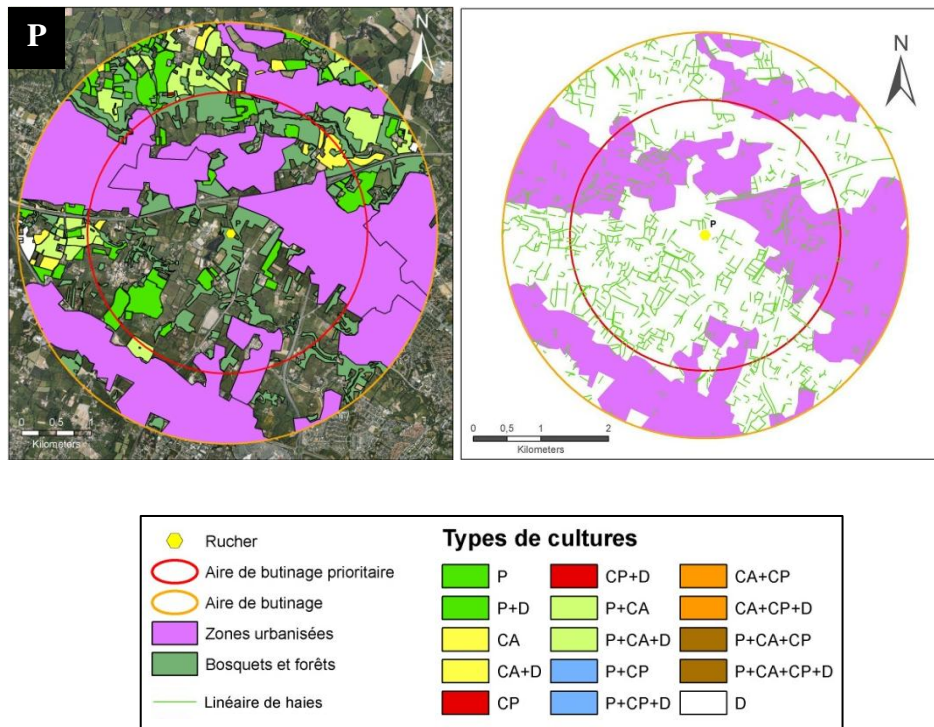 P
N
P
0 0,5 1
Kilometers
N
P
0 0,5 1 2
Kilometers
Types de cultures
Rucher
Aire de butinage prioritaire
Aire de butinage
Zones urbanisées
Bosquets et forêts
Linéaire de haies
P
P+D
CA
CA+D
CP
CP+D
P+CA
P+CA+D
P+CP
P+CP+D
CA+CP
CA+CP+D
P+CA+CP
P+CA+CP+D
D